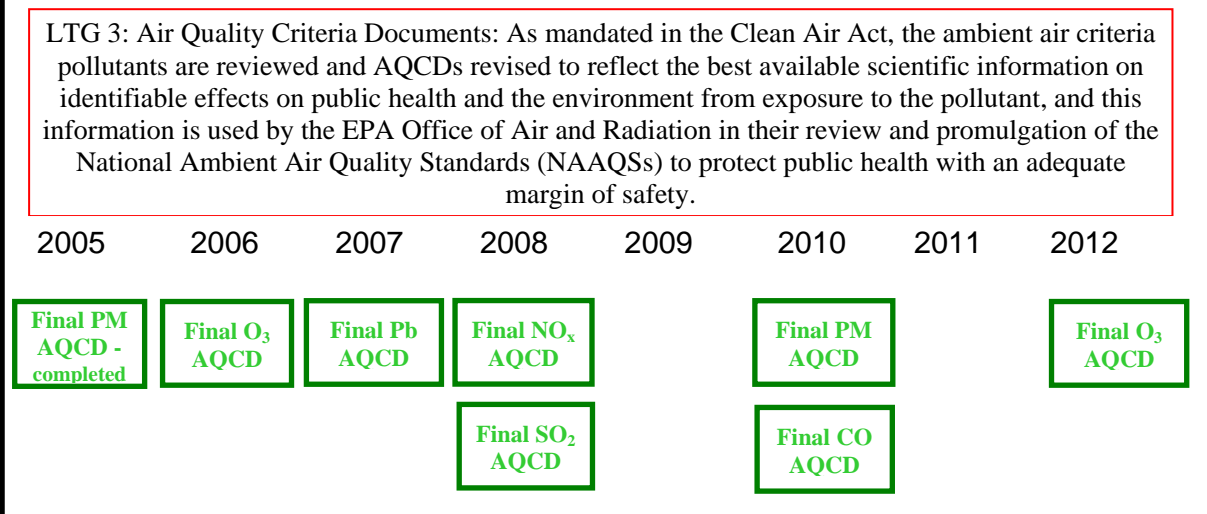 LTG 3: Air Quality Criteria Documents: As mandated in the Clean Air Act, the ambient air criteria
pollutants are reviewed and AQCDs revised to reflect the best available scientific information on
identifiable effects on public health and the environment from exposure to the pollutant, and this
information is used by the EPA Office of Air and Radiation in their review and promulgation of the
National Ambient Air Quality Standards (NAAQSs) to protect public health with an adequate
margin of safety.
2005 2006 2007 2008 2009 2010 2011 2012
Final PM
AQCD -
completed
Final O₃
AQCD
Final Pb
AQCD
Final NOₓ
AQCD
Final PM
AQCD
Final O₃
AQCD
Final SO₂
AQCD
Final CO
AQCD